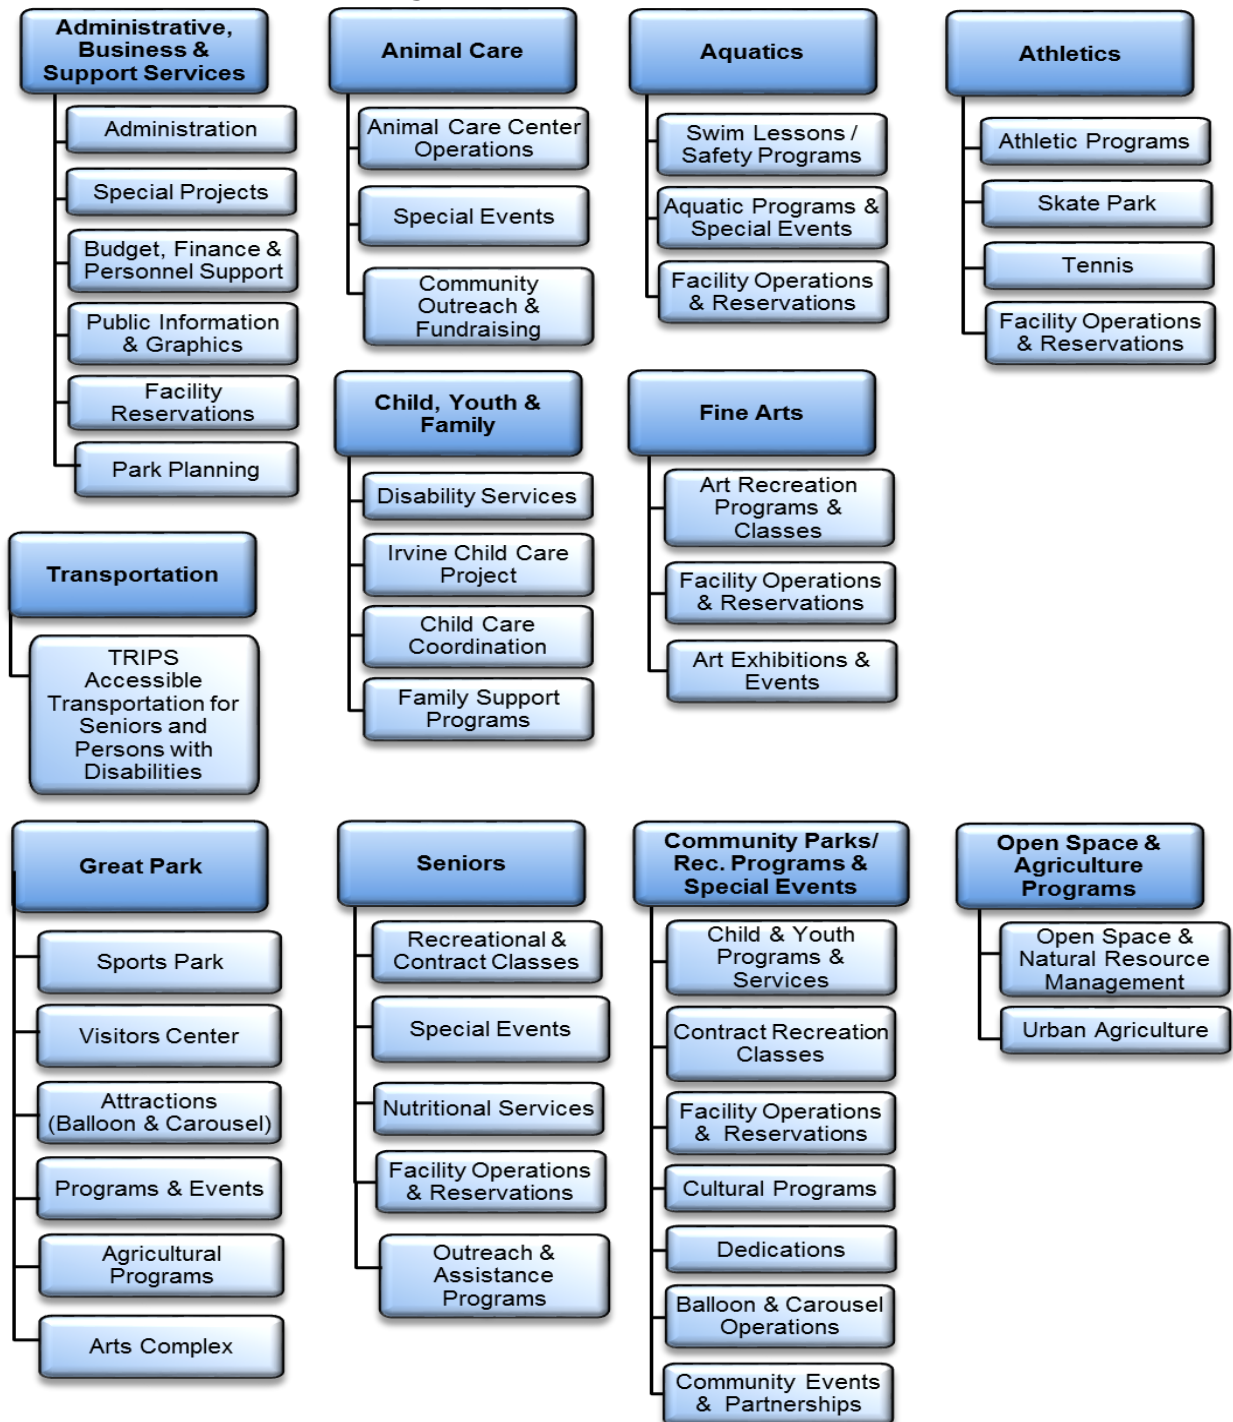 Administrative,
Business &
Support Services
Administration
Special Projects
Budget, Finance &
Personnel Support
Public Information
& Graphics
Facility
Reservations
Park Planning
Animal Care
Animal Care Center
Operations
Special Events
Community
Outreach &
Fundraising
Aquatics
Swim Lessons /
Safety Programs
Aquatic Programs &
Special Events
Facility Operations
& Reservations
Athletics
Athletic Programs
Skate Park
Tennis
Facility Operations
& Reservations
Transportation
TRIPS
Accessible
Transportation for
Seniors and
Persons with
Disabilities
Child, Youth &
Family
Disability Services
Irvine Child Care
Project
Child Care
Coordination
Family Support
Programs
Fine Arts
Art Recreation
Programs &
Classes
Facility Operations
& Reservations
Art Exhibitions &
Events
Great Park
Sports Park
Visitors Center
Attractions
(Balloon & Carousel)
Programs & Events
Agricultural
Programs
Arts Complex
Seniors
Recreational &
Contract Classes
Special Events
Nutritional Services
Facility Operations
& Reservations
Outreach &
Assistance
Programs
Community Parks/
Rec. Programs &
Special Events
Child & Youth
Programs &
Services
Contract Recreation
Classes
Facility Operations
& Reservations
Cultural Programs
Dedications
Balloon & Carousel
Operations
Community Events
& Partnerships
Open Space &
Agriculture
Programs
Open Space &
Natural Resource
Management
Urban Agriculture